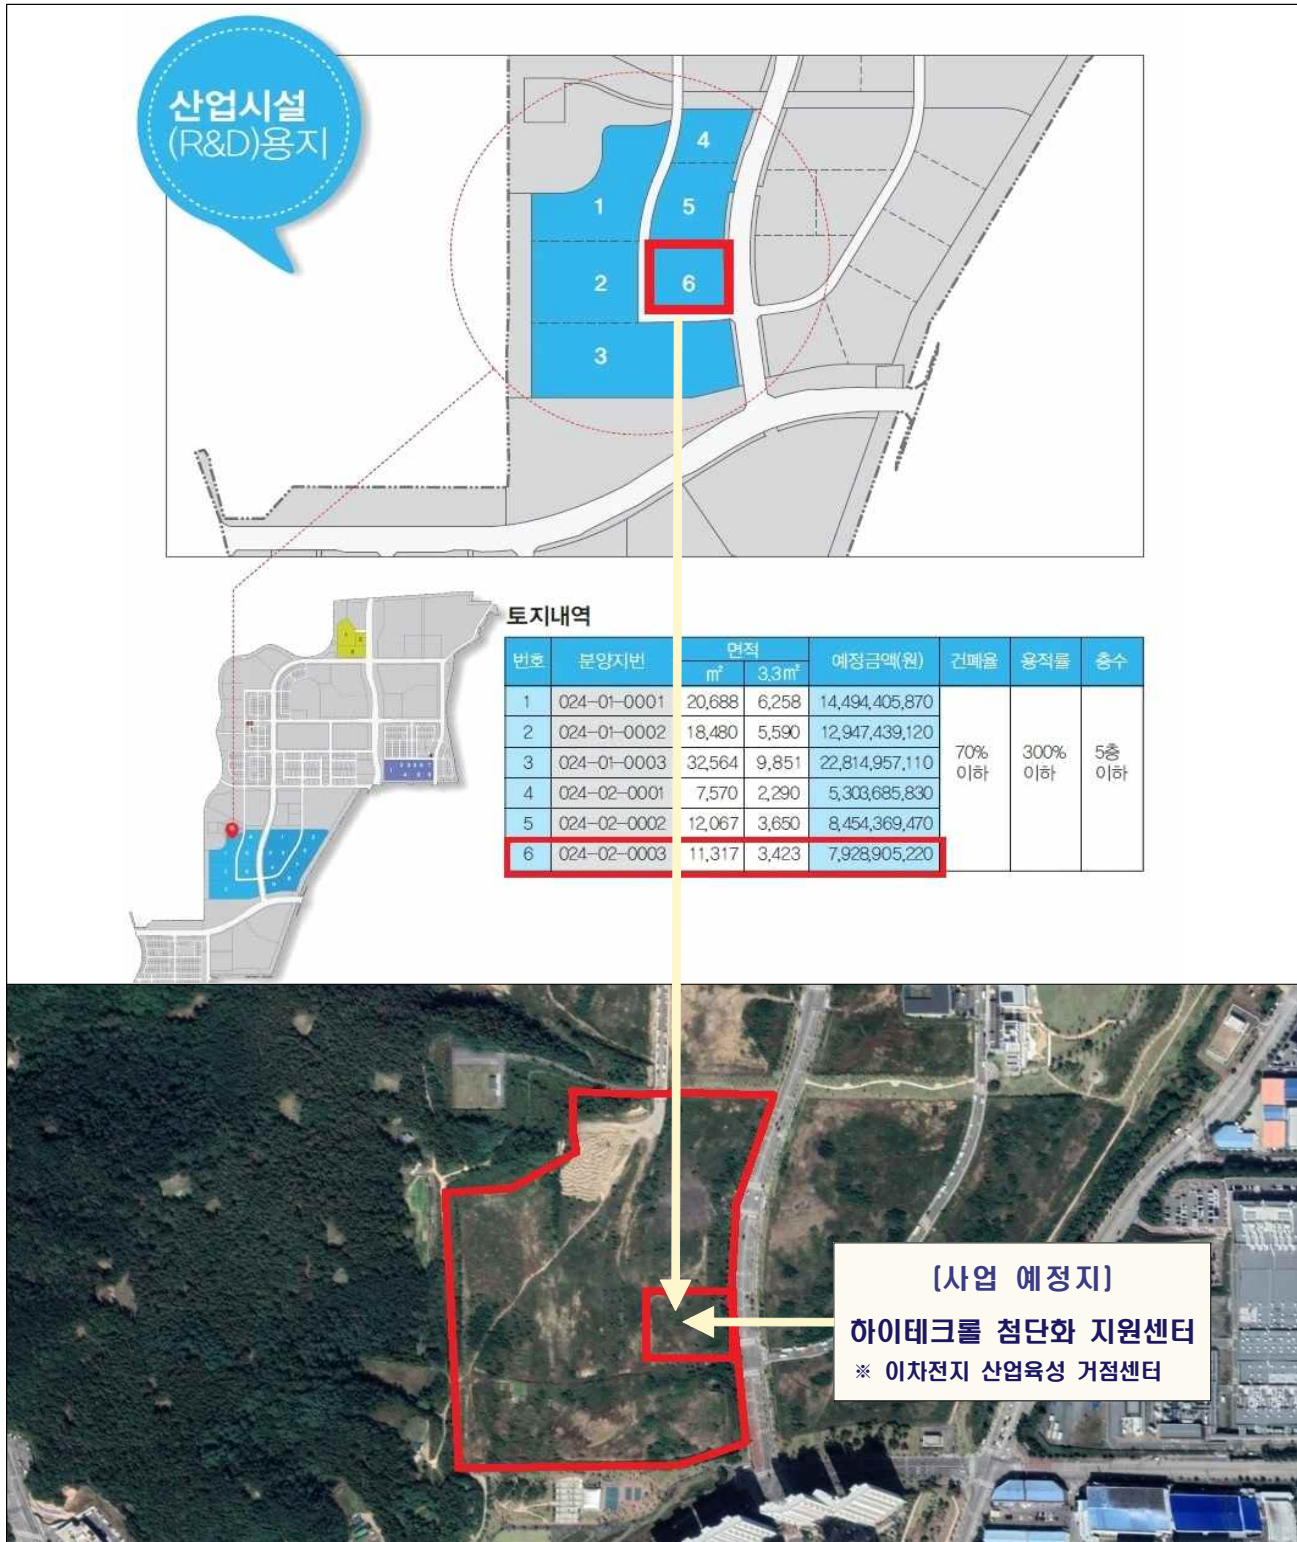 산업시설
(R&D)용지
4
1
5
2
6
3
토지내역
번호 분양지번 면적 예정금액(원) 건폐율 용적률 층수
㎡ 3.3㎡
1 024-01-0001 20,688 6,258 14,494,405,870
2 024-01-0002 18,480 5,590 12,947,439,120
3 024-01-0003 32,564 9,851 22,814,957,110
4 024-02-0001 7,570 2,290 5,303,685,830
5 024-02-0002 12,067 3,650 8,454,369,470
6 024-02-0003 11,317 3,423 7,928,905,220
70% 300% 5층
이하 이하 이하
[사업 예정지]
하이테크롤 첨단화 지원센터
※ 이차전지 산업육성 거점센터